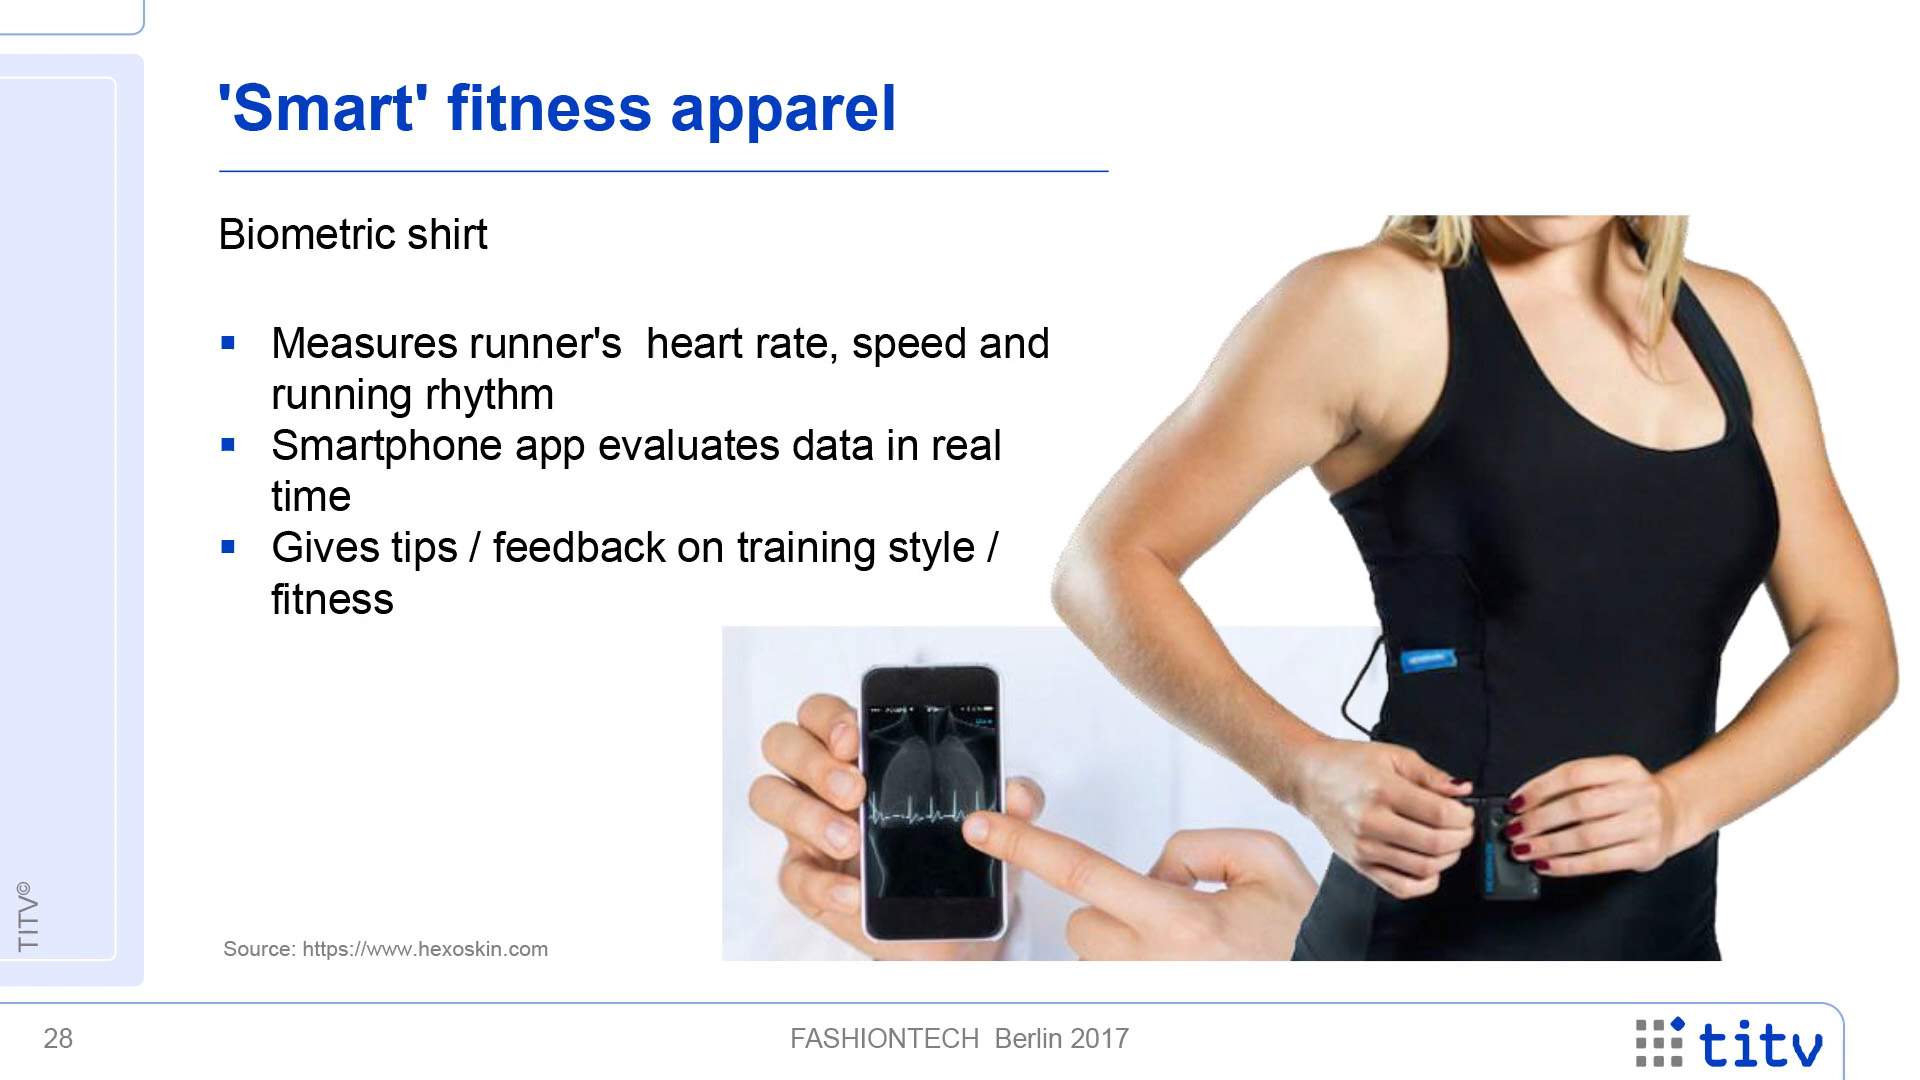 'Smart' fitness apparel
Biometric shirt
Measures runner's  heart rate, speed and
running rhythm
Smartphone app evaluates data in real
time
Gives tips / feedback on training style /
fitness
Source: https://www.hexoskin.com
TITV©
28
FASHIONTECH  Berlin 2017
titv